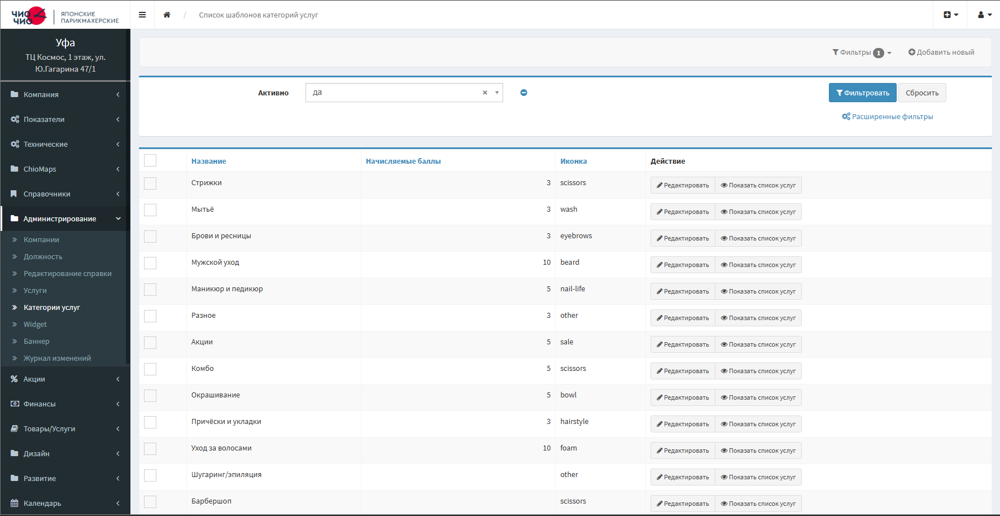 ЧИО ЧИО
ЯПОНСКИЕ ПАРИКМАХЕРСКИЕ
/ Список шаблонов категорий услуг
Уфа
ТЦ Космос, 1 этаж, ул.
Ю.Гагарина 47/1
Компания
Показатели
Технические
ChioMaps
Справочники
Администрирование
Компании
Должность
Редактирование справки
Услуги
Категории услуг
Widget
Баннер
Журнал изменений
Акции
Финансы
Товары/Услуги
Дизайн
Развитие
Календарь
Фильтры 1 Добавить новый
Активно да × Фильтровать Сбросить
Расширенные фильтры
Название Начисляемые баллы Иконка Действие
Стрижки 3 scissors Редактировать Показать список услуг
Мытьё 3 wash Редактировать Показать список услуг
Брови и ресницы 3 eyebrows Редактировать Показать список услуг
Мужской уход 10 beard Редактировать Показать список услуг
Маникюр и педикюр 5 nail-life Редактировать Показать список услуг
Разное 3 other Редактировать Показать список услуг
Акции 5 sale Редактировать Показать список услуг
Комбо 5 scissors Редактировать Показать список услуг
Окрашивание 5 bowl Редактировать Показать список услуг
Причёски и укладки 3 hairstyle Редактировать Показать список услуг
Уход за волосами 10 foam Редактировать Показать список услуг
Шугаринг/эпиляция other Редактировать Показать список услуг
Барбершоп scissors Редактировать Показать список услуг